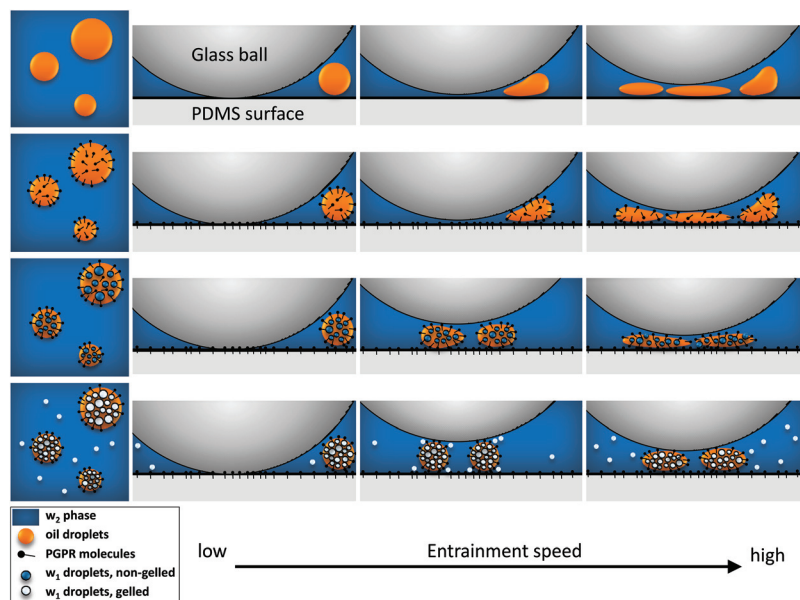 Glass ball
PDMS surface
w₂ phase
oil droplets
PGPR molecules
w₁ droplets, non-gelled
w₁ droplets, gelled
low
Entrainment speed
high